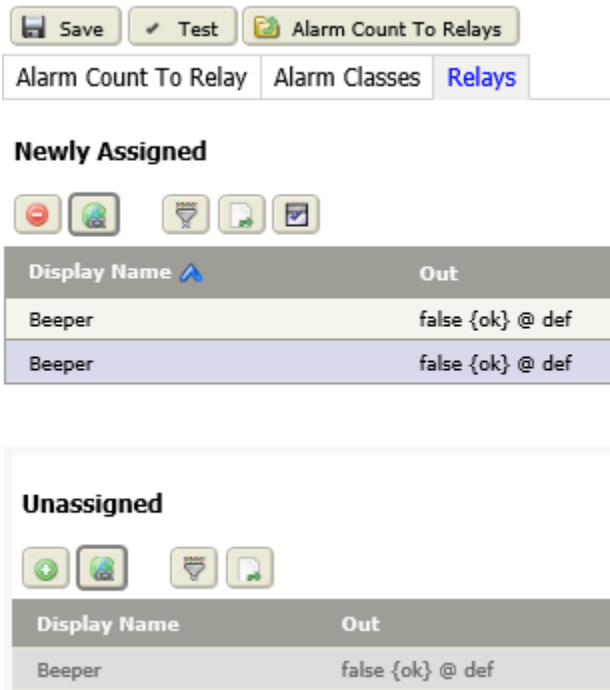 Save Test Alarm Count To Relays
Alarm Count To Relay Alarm Classes Relays
Newly Assigned
Display Name Out
Beeper false {ok} @ def
Beeper false {ok} @ def
Unassigned
Display Name Out
Beeper false {ok} @ def